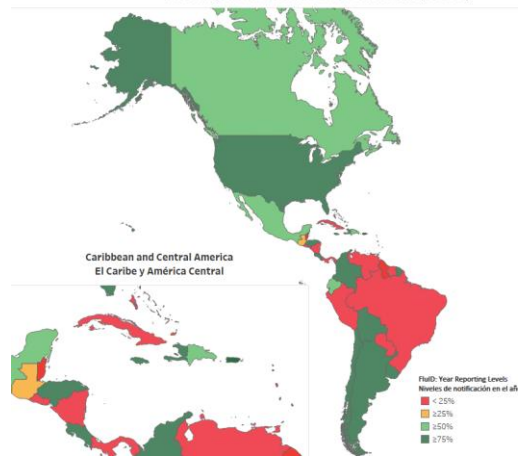 Caribbean and Central America
El Caribe y América Central
FluID: Year Reporting Levels
Niveles de notificación en el añ
< 25%
≥25%
≥50%
≥75%